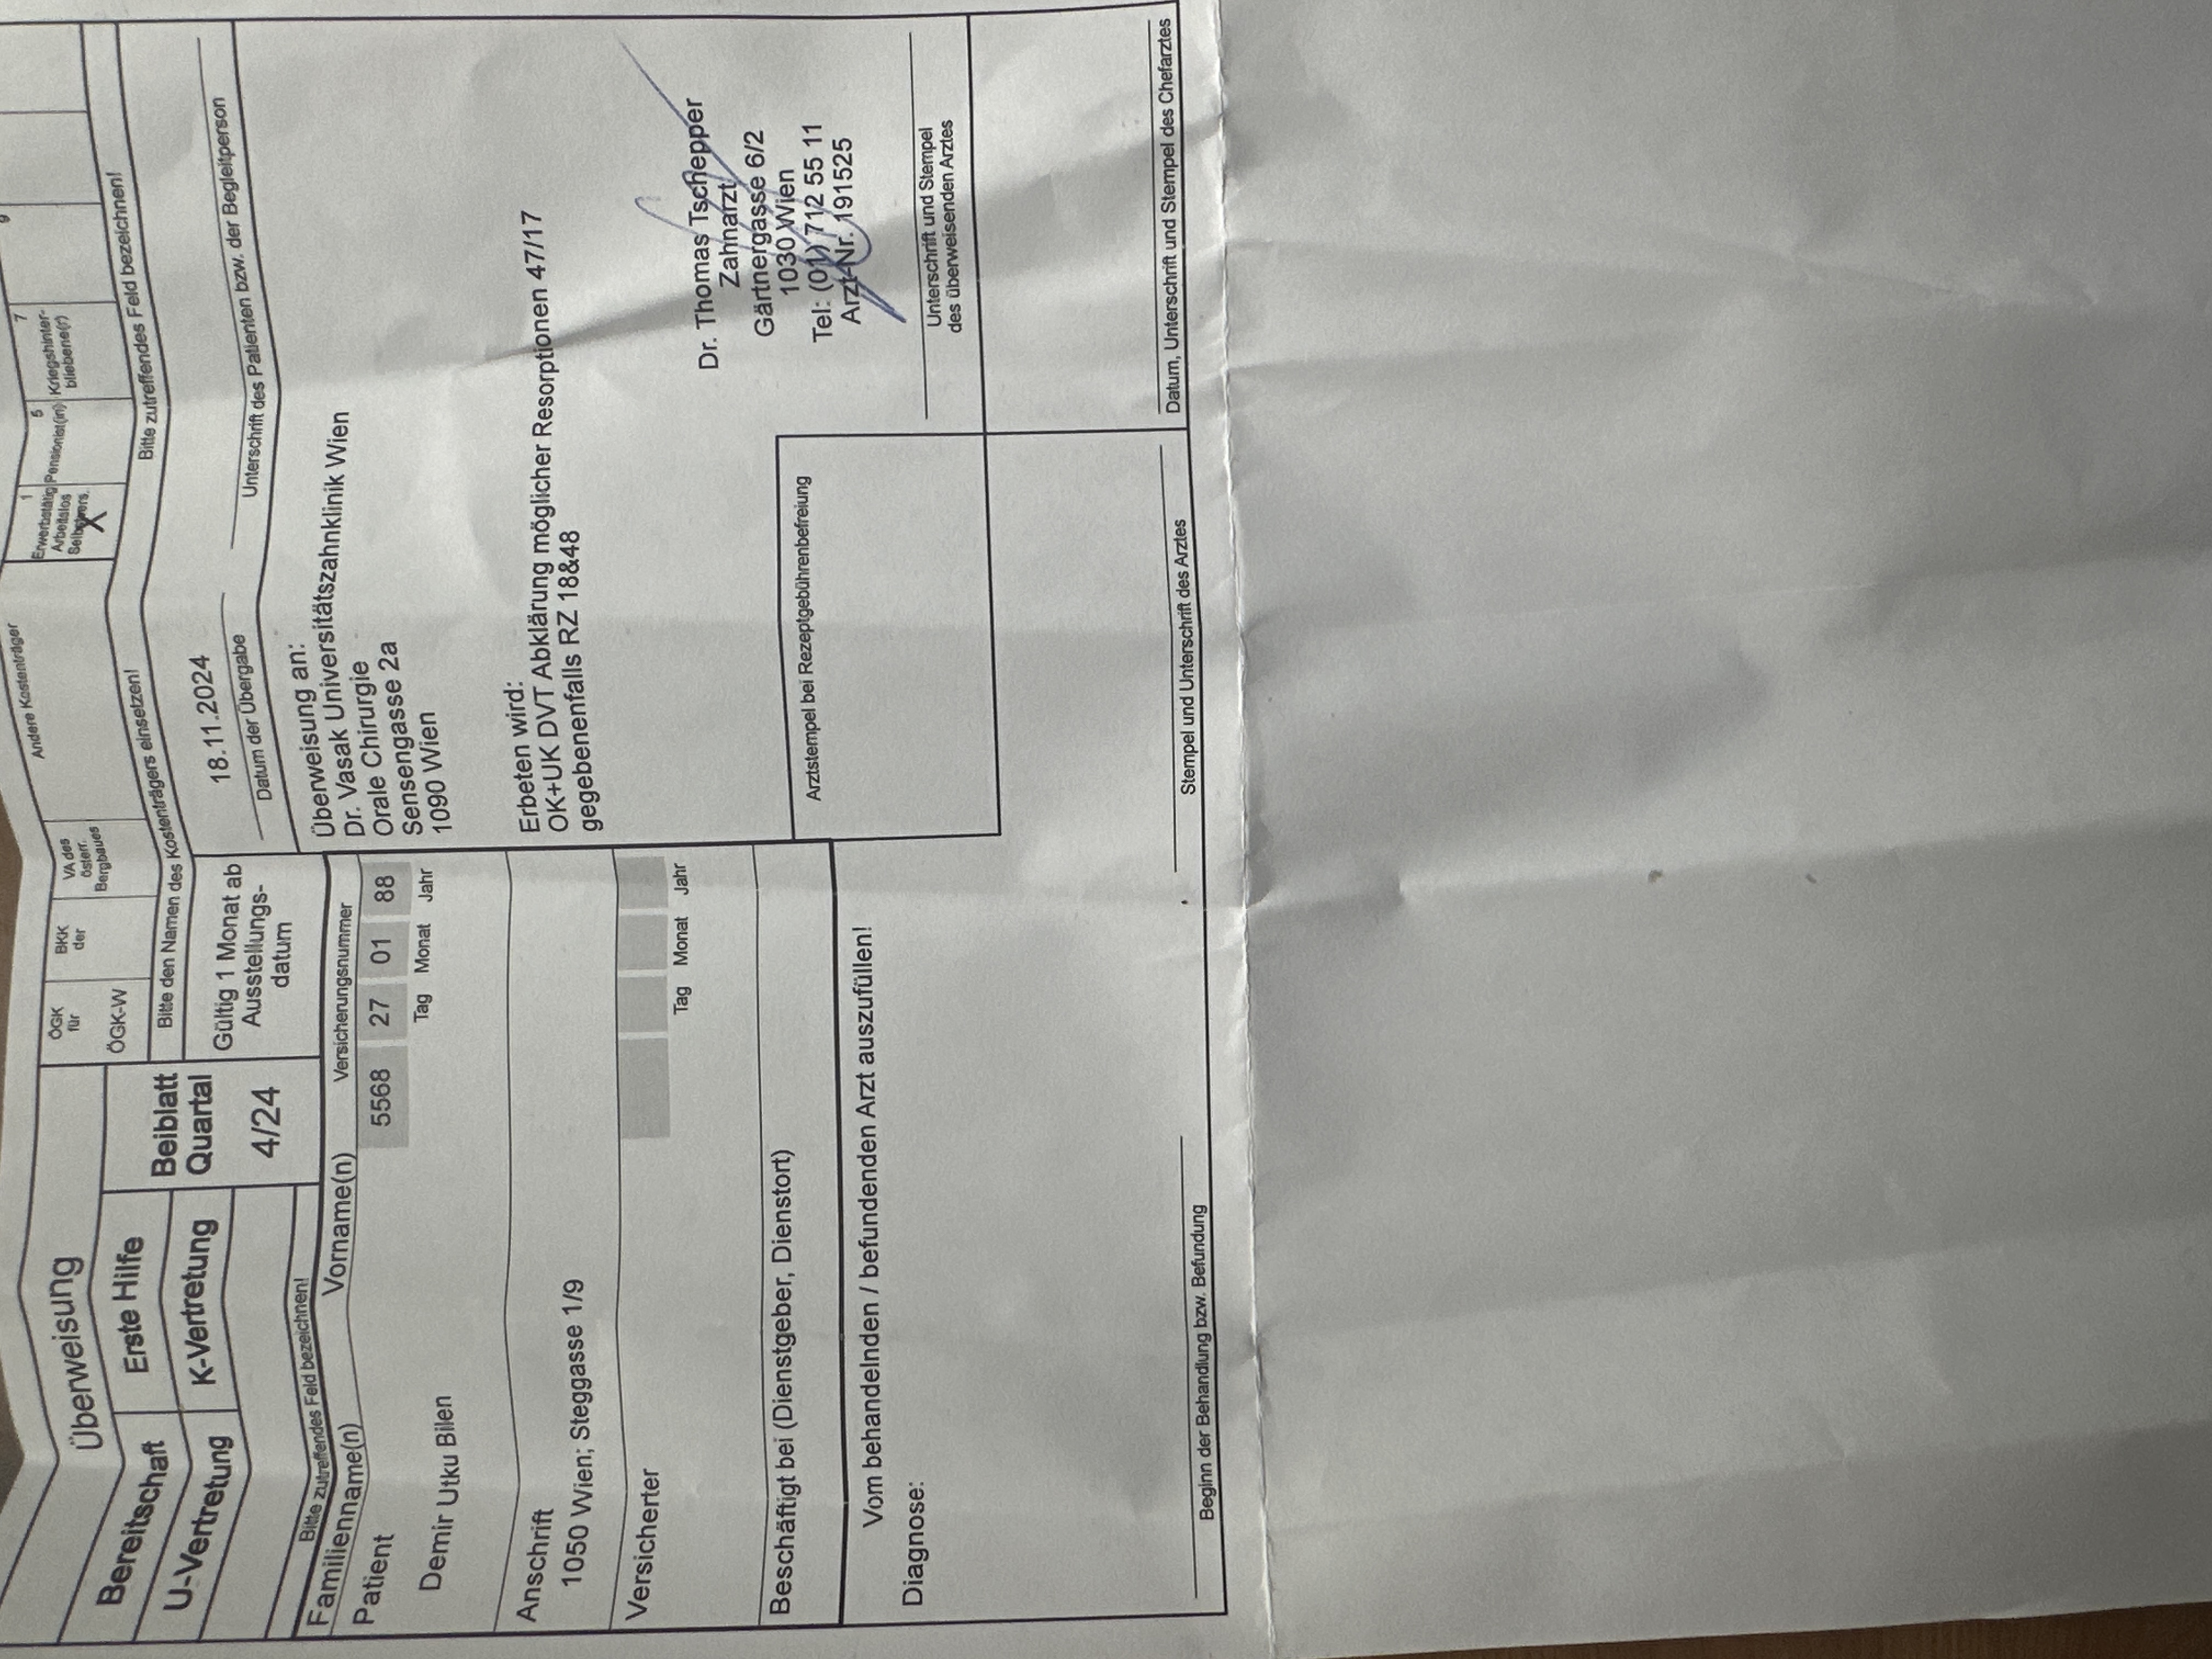 Überweisung
Bereitschaft
Erste Hilfe
U-Vertretung
K-Vertretung
Bitte zutreffendes Feld bezeichnen!
Beiblatt
Quartal
4/24
ÖGK
für
ÖGK-W
BKK
der
VA des
österr.
Bergbaues
Andere Kostenträger
Bitte den Namen des Kostenträgers einsetzen!
1
Erwerbstätig
Arbeitslos
Selbstvers.
X
5
Pensionist(in)
7
Kriegshinter-
bliebene(r)
9
Bitte zutreffendes Feld bezeichnen!
Gültig 1 Monat ab
Ausstellungs-
datum
18.11.2024
Datum der Übergabe
Unterschrift des Patienten bzw. der Begleitperson
Familienname(n) Vorname(n) Versicherungsnummer
Patient
5568 27 01 88
Tag Monat Jahr
Demir Utku Bilen
Anschrift
1050 Wien; Steggasse 1/9
Versicherter
Tag Monat Jahr
Beschäftigt bei (Dienstgeber, Dienstort)
Überweisung an:
Dr. Vasak Universitätszahnklinik Wien
Orale Chirurgie
Sensengasse 2a
1090 Wien
Erbeten wird:
OK+UK DVT Abklärung möglicher Resorptionen 47/17
gegebenenfalls RZ 18&48
Dr. Thomas Tschepper
Zahnarzt
Gärtnergasse 6/2
1030 Wien
Tel: (01) 712 55 11
Arzt-Nr. 191525
Unterschrift und Stempel
des überweisenden Arztes
Arztstempel bei Rezeptgebührenbefreiung
Vom behandelnden / befundenden Arzt auszufüllen!
Diagnose:
Beginn der Behandlung bzw. Befundung
Stempel und Unterschrift des Arztes
Datum, Unterschrift und Stempel des Chefarztes